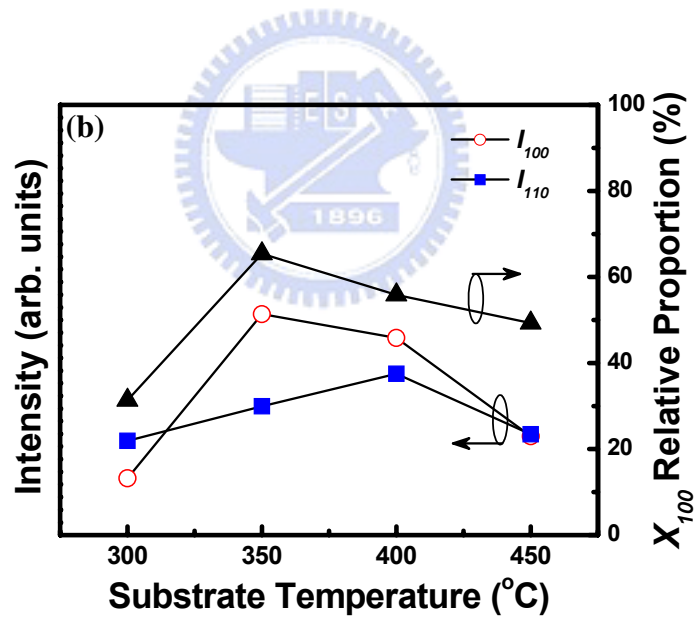 (b)
I100
I110
1896
Intensity (arb. units)
X100 Relative Proportion (%)
100
80
60
40
20
0
300 350 400 450
Substrate Temperature (°C)